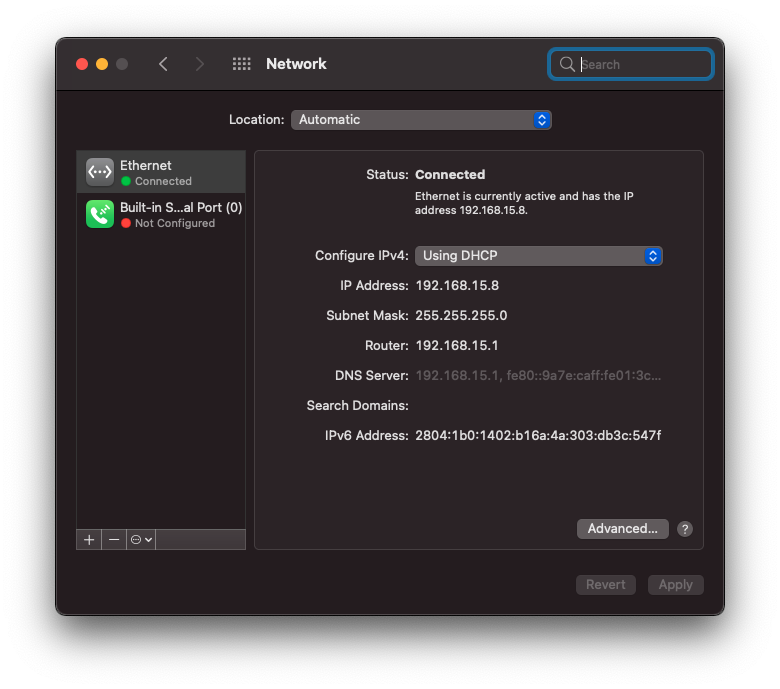 Network
Search
Location: Automatic
Ethernet
Connected
Built-in S...al Port (0)
Not Configured
Status: Connected
Ethernet is currently active and has the IP
address 192.168.15.8.
Configure IPv4: Using DHCP
IP Address: 192.168.15.8
Subnet Mask: 255.255.255.0
Router: 192.168.15.1
DNS Server: 192.168.15.1, fe80::9a7e:caff:fe01:3c...
Search Domains:
IPv6 Address: 2804:1b0:1402:b16a:4a:303:db3c:547f
Advanced... ?
Revert Apply